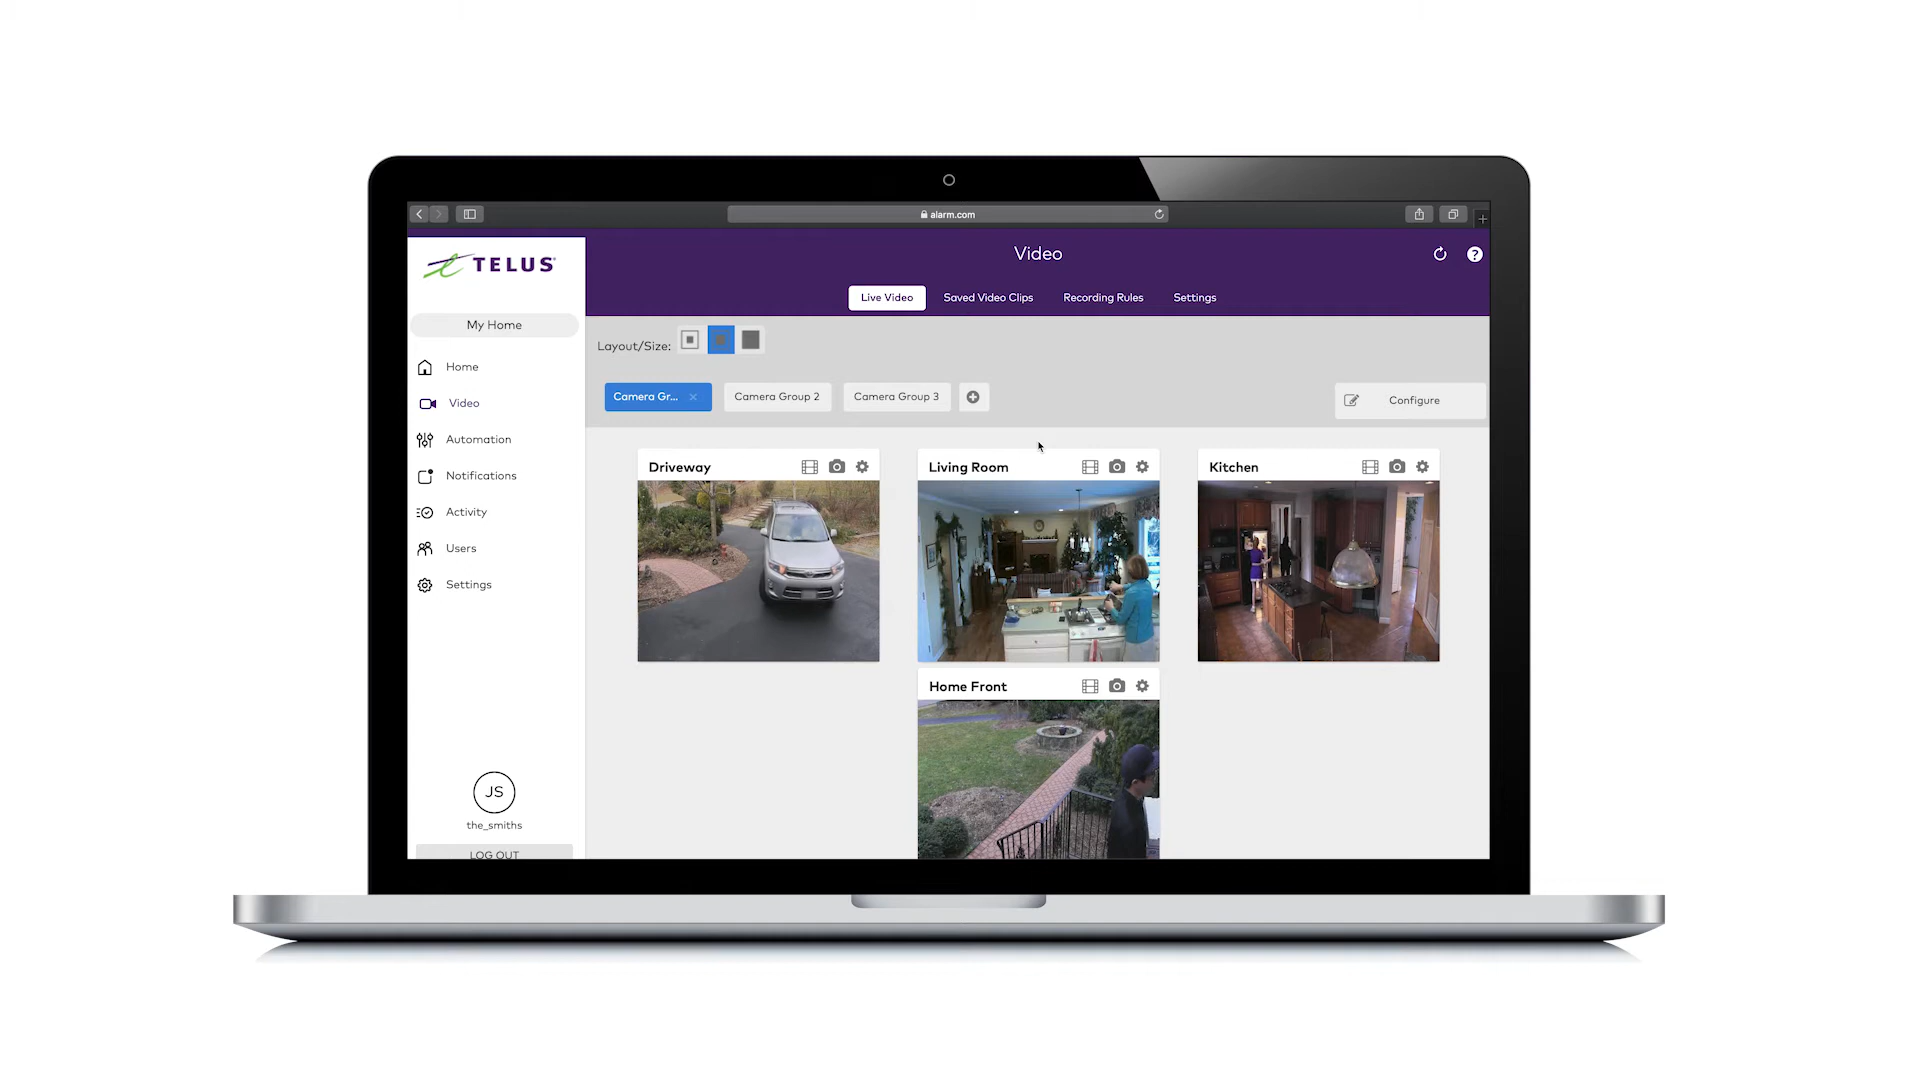 alarm.com
TELUS
Video
Live Video
Saved Video Clips
Recording Rules
Settings
My Home
Layout/Size:
Home
Video
Automation
Notifications
Activity
Users
Settings
Camera Gr...
Camera Group 2
Camera Group 3
Configure
Driveway
Living Room
Kitchen
Home Front
JS
the_smiths
LOG OUT